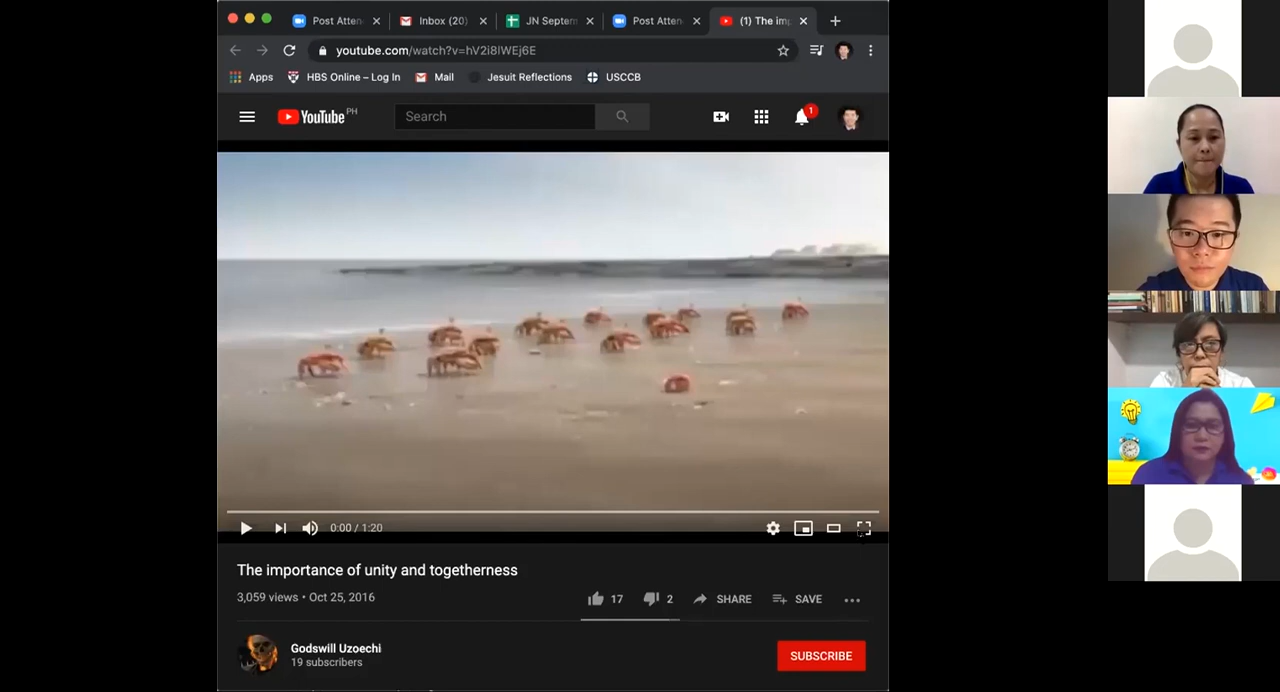 Post Atten
Inbox (20)
JN Septem
Post Atten
(1) The im
youtube.com/watch?v=hV2i8IWEj6E
Apps
HBS Online – Log In
Mail
Jesuit Reflections
USCCB
YouTube PH
Search
1
0:00 / 1:20
The importance of unity and togetherness
3,059 views • Oct 25, 2016
17
2
SHARE
SAVE
Godswill Uzoechi
19 subscribers
SUBSCRIBE